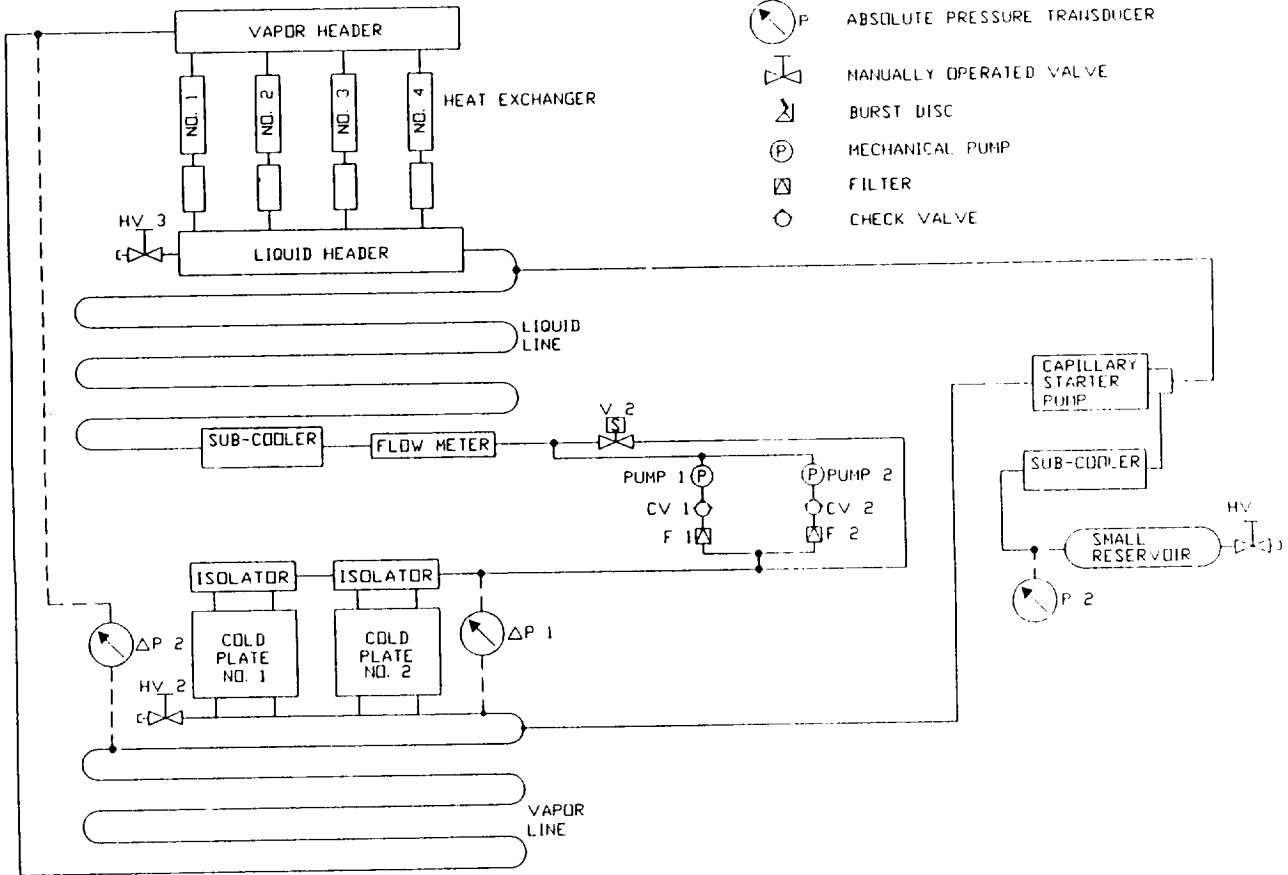 VAPOR HEADER
P
ABSOLUTE PRESSURE TRANSDUCER
MANUALLY OPERATED VALVE
NO. 1
NO. 2
NO. 3
NO. 4
HEAT EXCHANGER
BURST DISC
P
MECHANICAL PUMP
FILTER
CHECK VALVE
HV 3
LIQUID HEADER
LIQUID
LINE
CAPILLARY
STARTER
PUMP
V 2
S
SUB-COOLER
FLOW METER
PUMP 1
P
P
PUMP 2
SUB-COOLER
CV 1
CV 2
HV
F 1
F 2
SMALL
RESERVOIR
ISOLATOR
ISOLATOR
P 2
△P 2
COLD
PLATE
NO. 1
COLD
PLATE
NO. 2
△P 1
HV 2
VAPOR
LINE